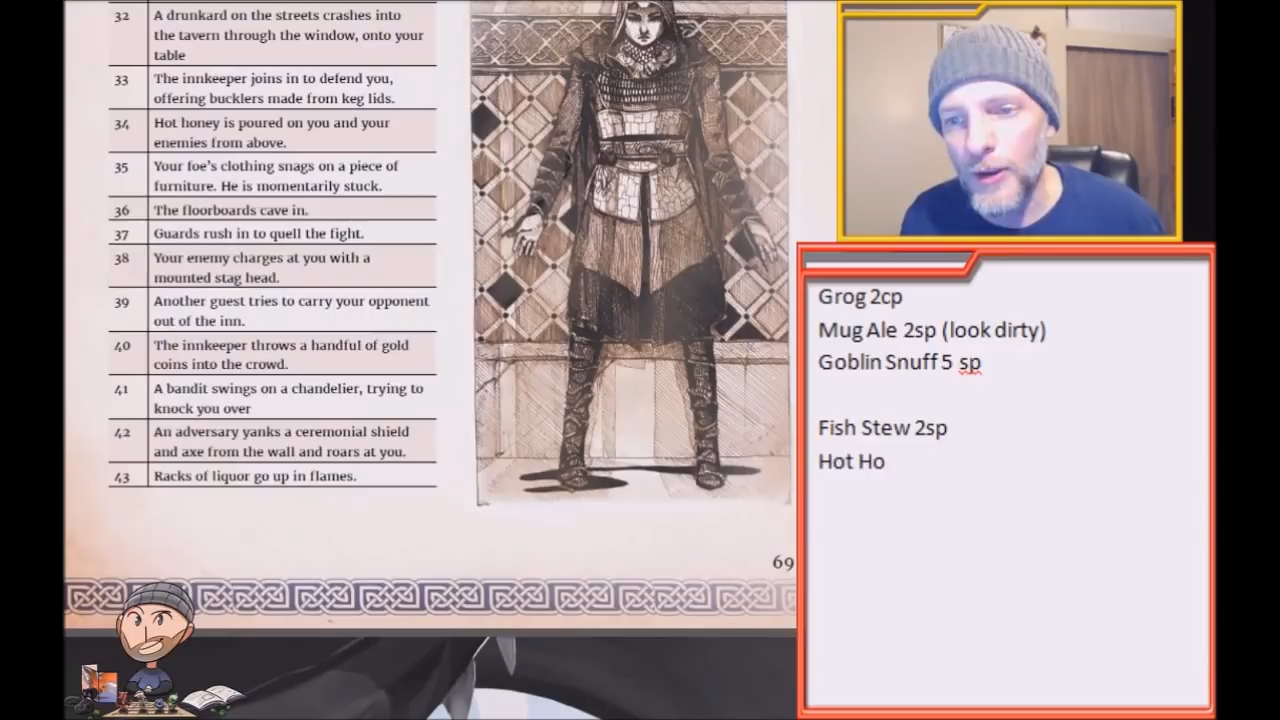 32 A drunkard on the streets crashes into
the tavern through the window, onto your
table
33 The innkeeper joins in to defend you,
offering bucklers made from keg lids.
34 Hot honey is poured on you and your
enemies from above.
35 Your foe's clothing snags on a piece of
furniture. He is momentarily stuck.
36 The floorboards cave in.
37 Guards rush in to quell the fight.
38 Your enemy charges at you with a
mounted stag head.
39 Another guest tries to carry your opponent
out of the inn.
40 The innkeeper throws a handful of gold
coins into the crowd.
41 A bandit swings on a chandelier, trying to
knock you over
42 An adversary yanks a ceremonial shield
and axe from the wall and roars at you.
43 Racks of liquor go up in flames.
69
Grog 2cp
Mug Ale 2sp (look dirty)
Goblin Snuff 5 sp
Fish Stew 2sp
Hot Ho